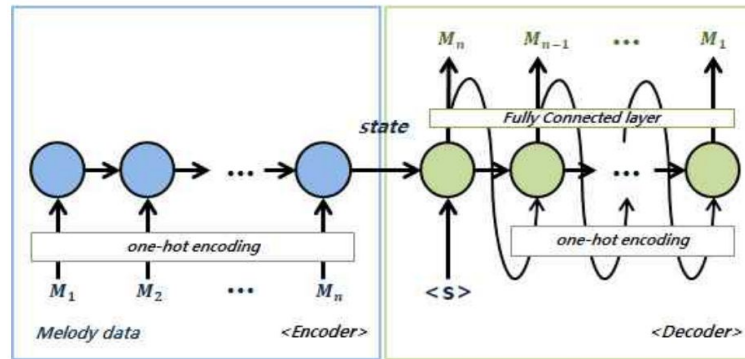 M_n M_{n-1} ... M_1
Fully Connected layer
state
...
...
one-hot encoding
one-hot encoding
M_1 M_2 ... M_n
<s>
Melody data
<Encoder>
<Decoder>